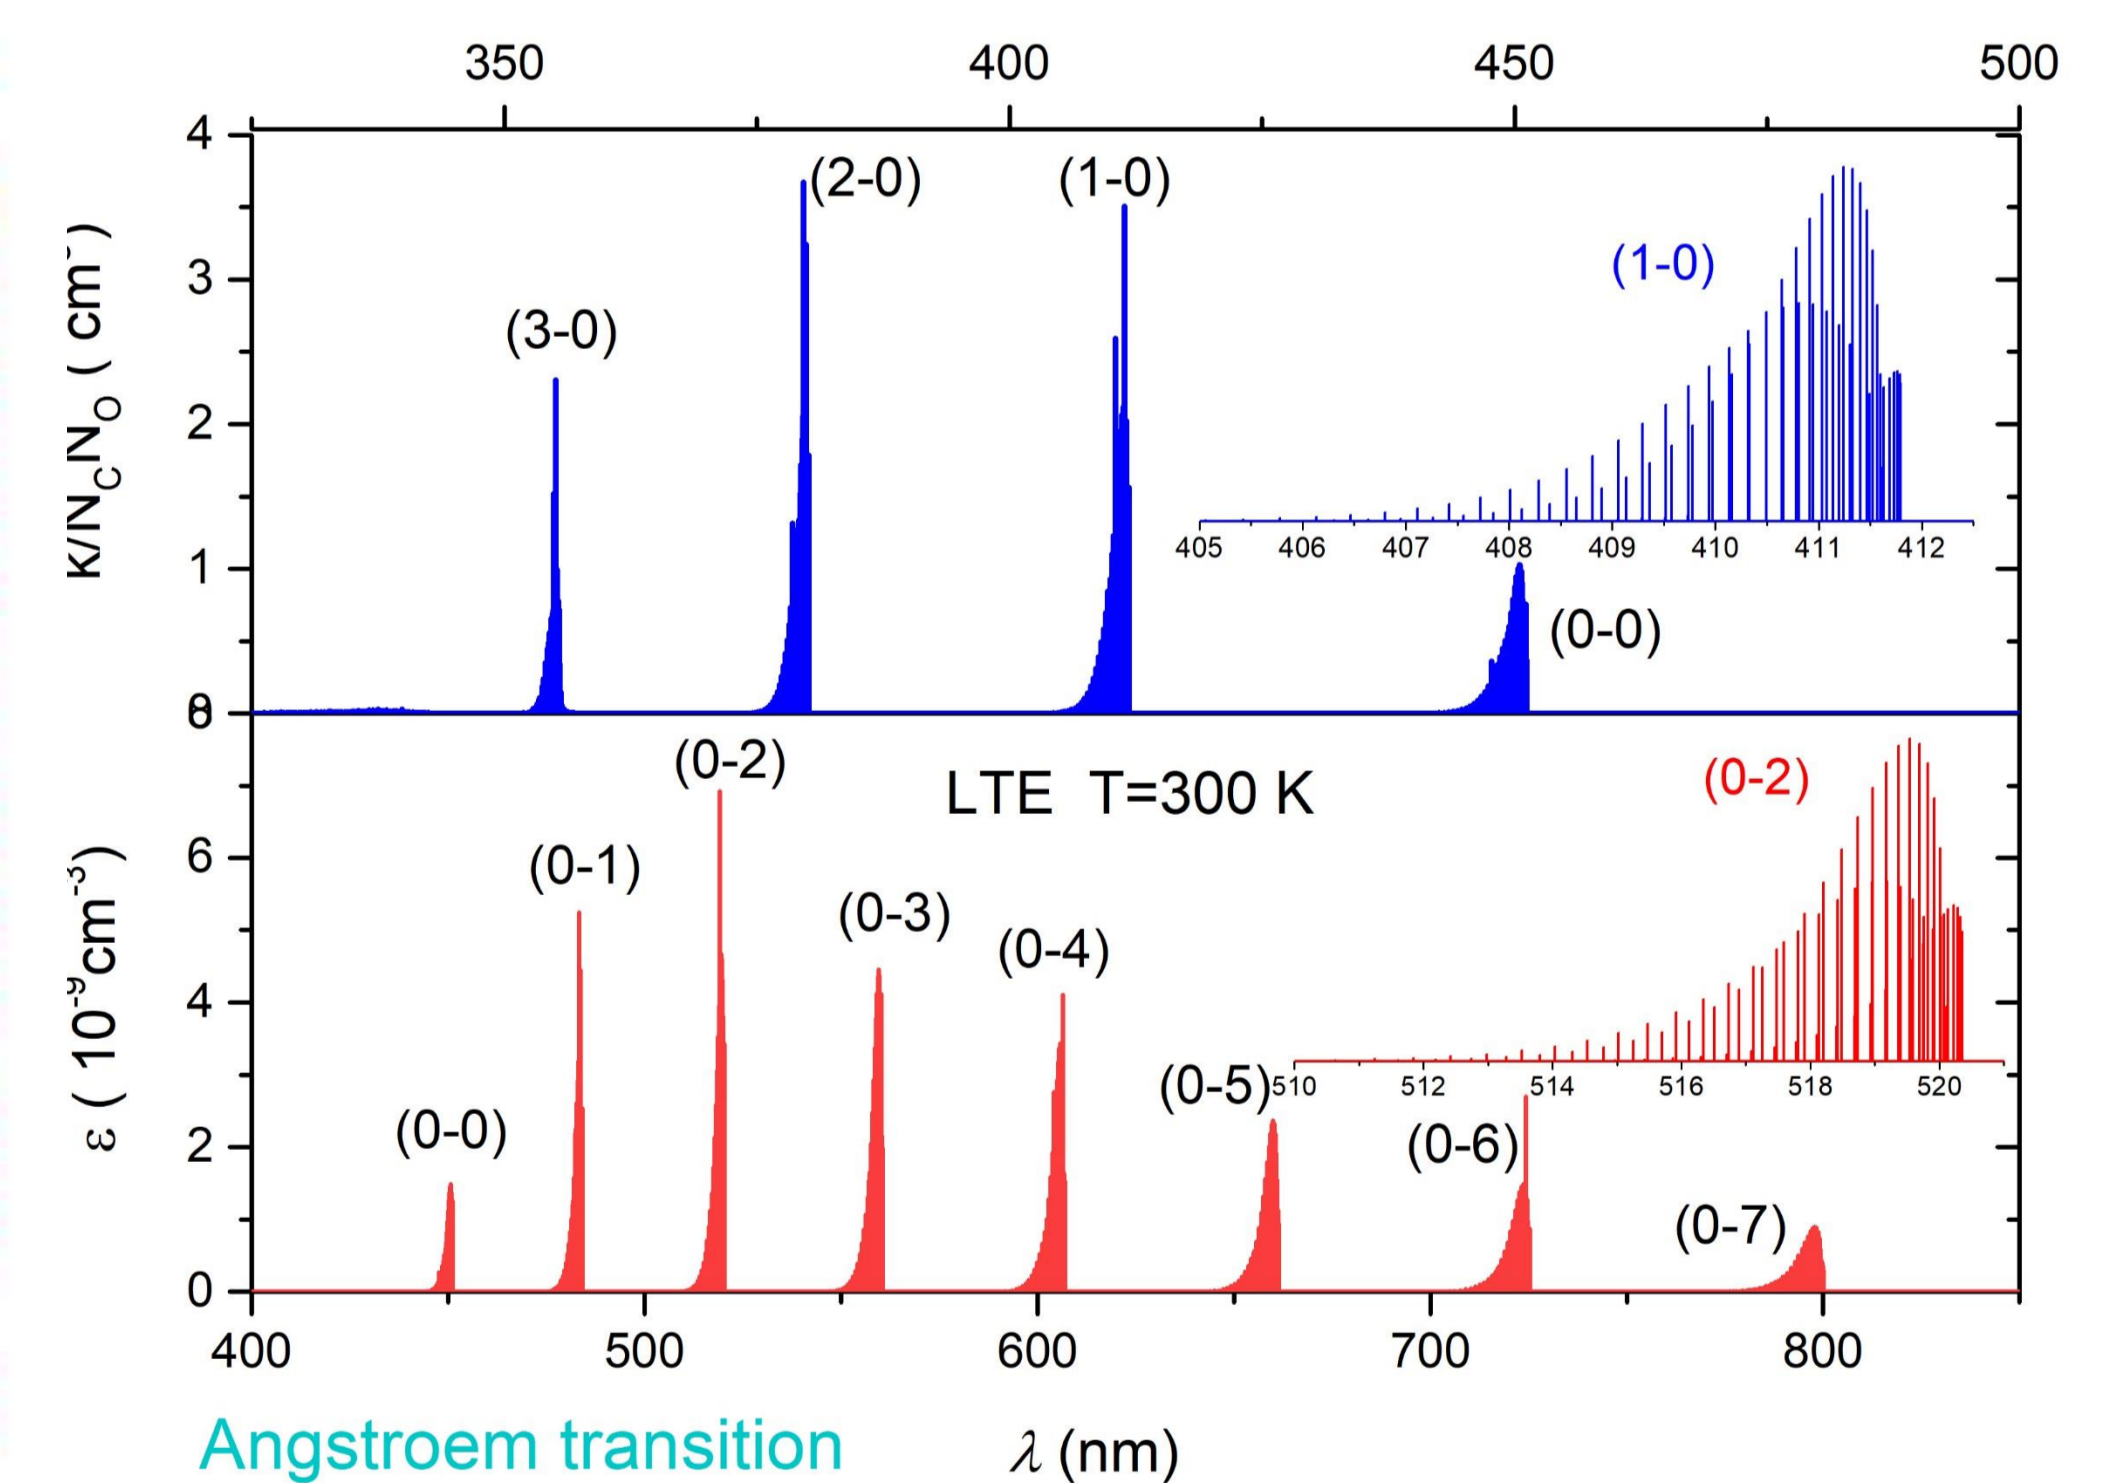 350 400 450 500
4
(2-0) (1-0)
K/N_C N_O ( cm
(1-0)
3
(3-0)
2
405 406 407 408 409 410 411 412
1
(0-0)
0
8
(0-2)
LTE T=300 K
(0-2)
6
(0-1)
(0-3)
(0-4)
ε ( 10⁻⁹cm⁻³)
4
(0-5) 510 512 514 516 518 520
(0-0)
2
(0-6)
(0-7)
0
400 500 600 700 800
Angstroem transition λ (nm)